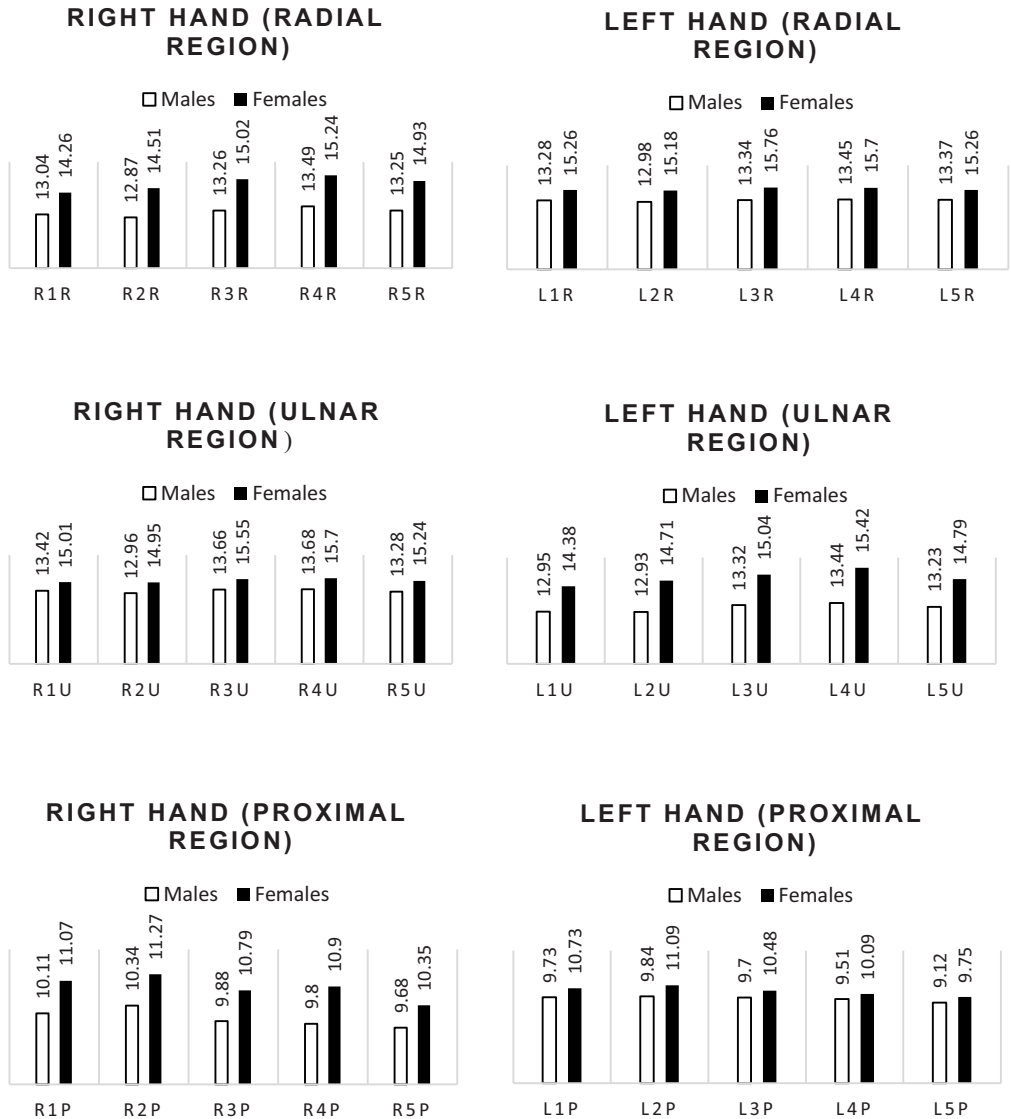 RIGHT HAND (RADIAL
REGION)
Males Females
13.04 14.26 12.87 14.51 13.26 15.02 13.49 15.24 13.25 14.93
R1R R2R R3R R4R R5R
LEFT HAND (RADIAL
REGION)
Males Females
13.28 15.26 12.98 15.18 13.34 15.76 13.45 15.7 13.37 15.26
L1R L2R L3R L4R L5R
RIGHT HAND (ULNAR
REGION)
Males Females
13.42 15.01 12.96 14.95 13.66 15.55 13.68 15.7 13.28 15.24
R1U R2U R3U R4U R5U
LEFT HAND (ULNAR
REGION)
Males Females
12.95 14.38 12.93 14.71 13.32 15.04 13.44 15.42 13.23 14.79
L1U L2U L3U L4U L5U
RIGHT HAND (PROXIMAL
REGION)
Males Females
10.11 11.07 10.34 11.27 9.88 10.79 9.8 10.9 9.68 10.35
R1P R2P R3P R4P R5P
LEFT HAND (PROXIMAL
REGION)
Males Females
9.73 10.73 9.84 11.09 9.7 10.48 9.51 10.09 9.12 9.75
L1P L2P L3P L4P L5P